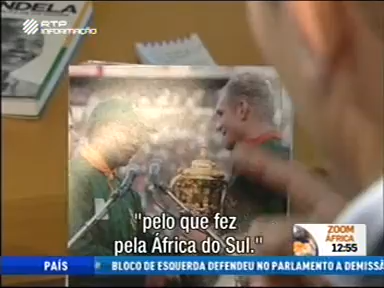 RTP
INFORMAÇÃO
NDELA
"pelo que fez
pela África do Sul."
ZOOM
ÁFRICA
12:55
PAÍS
BLOCO DE ESQUERDA DEFENDEU NO PARLAMENTO A DEMISSÃ